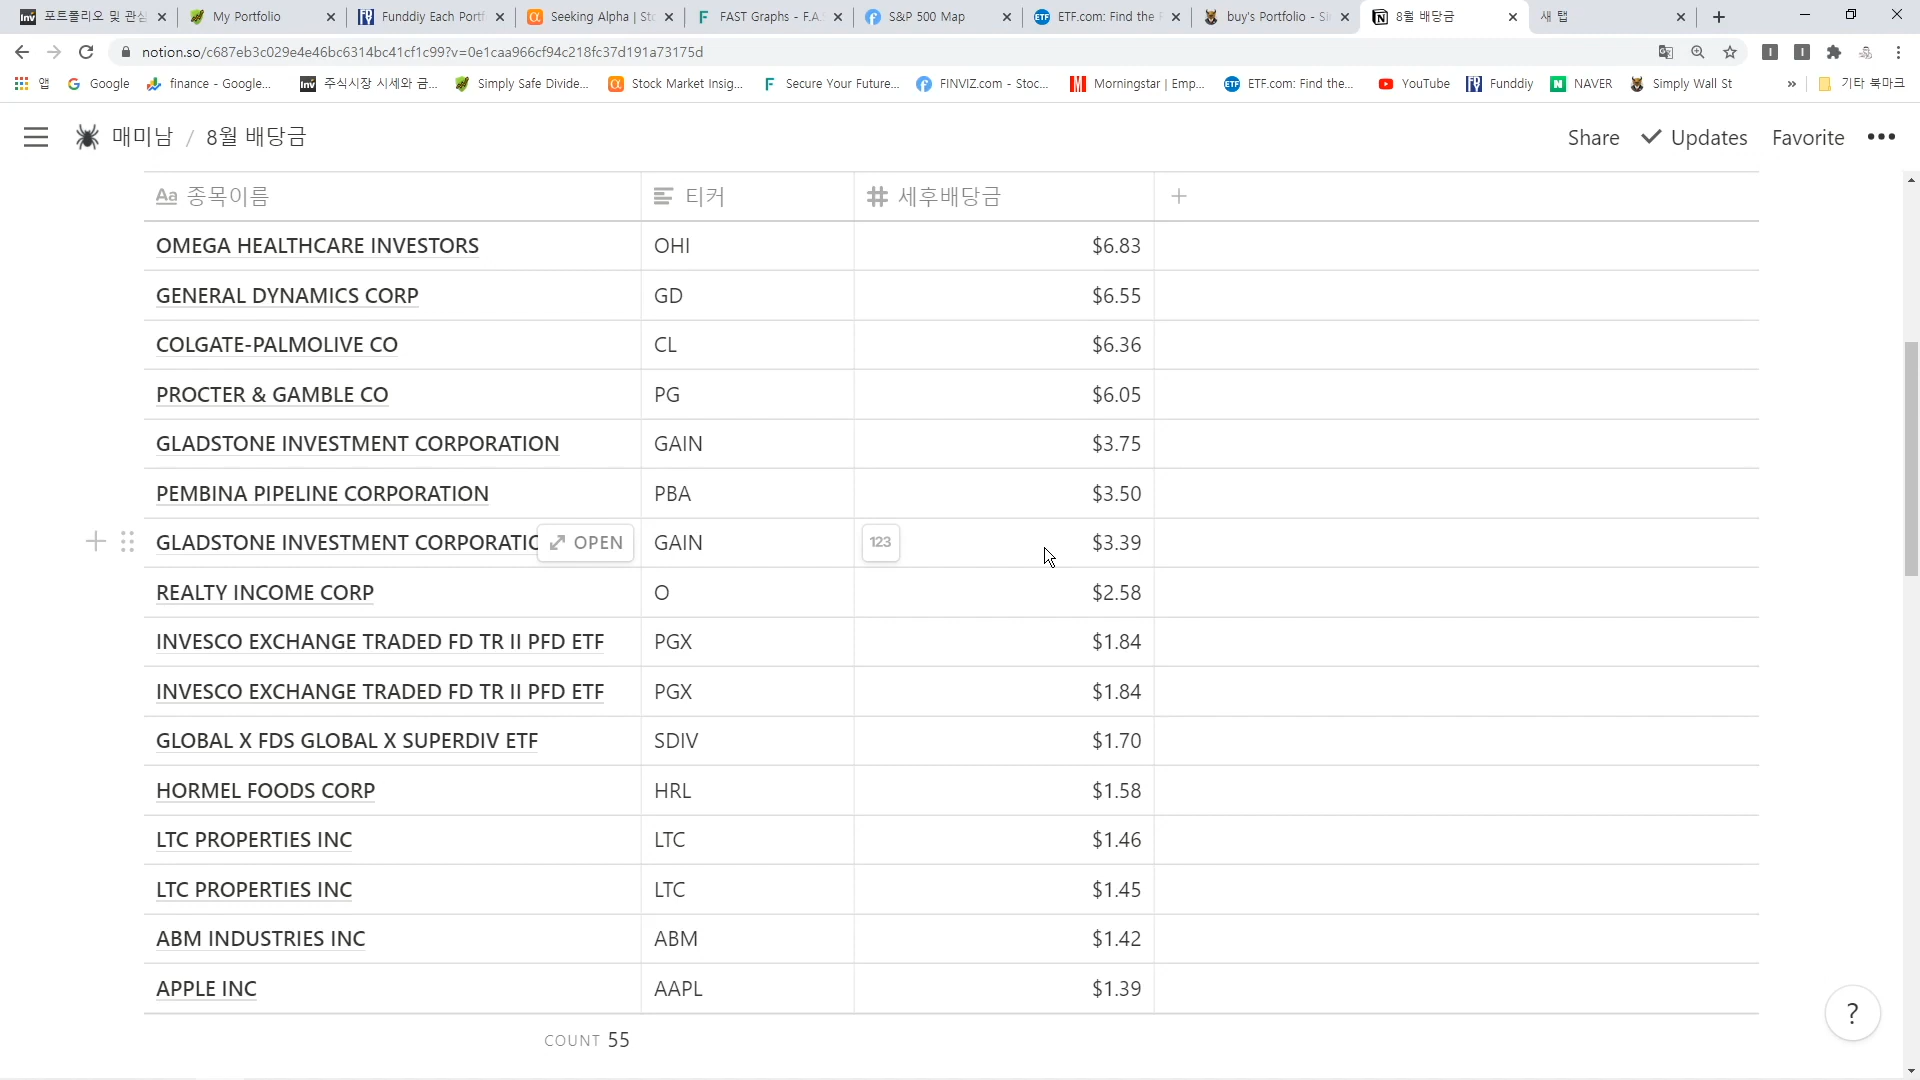 포트폴리오 및 관심
My Portfolio
Funddiy Each Portf
Seeking Alpha | Sto
FAST Graphs - F.A.S
S&P 500 Map
ETF.com: Find the R
buy's Portfolio - Si
8월 배당금
새 탭
notion.so/c687eb3c029e4e46bc6314bc41cf1c99?v=0e1caa966cf94c218fc37d191a73175d
앱 Google finance - Google... 주식시장 시세와 금... Simply Safe Divide... Stock Market Insig... Secure Your Future... FINVIZ.com - Stoc... Morningstar | Emp... ETF.com: Find the... YouTube Funddiy NAVER Simply Wall St » 기타 북마크
매미남 / 8월 배당금 Share Updates Favorite
Aa 종목이름 티커 세후배당금
OMEGA HEALTHCARE INVESTORS OHI $6.83
GENERAL DYNAMICS CORP GD $6.55
COLGATE-PALMOLIVE CO CL $6.36
PROCTER & GAMBLE CO PG $6.05
GLADSTONE INVESTMENT CORPORATION GAIN $3.75
PEMBINA PIPELINE CORPORATION PBA $3.50
GLADSTONE INVESTMENT CORPORATIO OPEN GAIN 123 $3.39
REALTY INCOME CORP O $2.58
INVESCO EXCHANGE TRADED FD TR II PFD ETF PGX $1.84
INVESCO EXCHANGE TRADED FD TR II PFD ETF PGX $1.84
GLOBAL X FDS GLOBAL X SUPERDIV ETF SDIV $1.70
HORMEL FOODS CORP HRL $1.58
LTC PROPERTIES INC LTC $1.46
LTC PROPERTIES INC LTC $1.45
ABM INDUSTRIES INC ABM $1.42
APPLE INC AAPL $1.39
COUNT 55
?